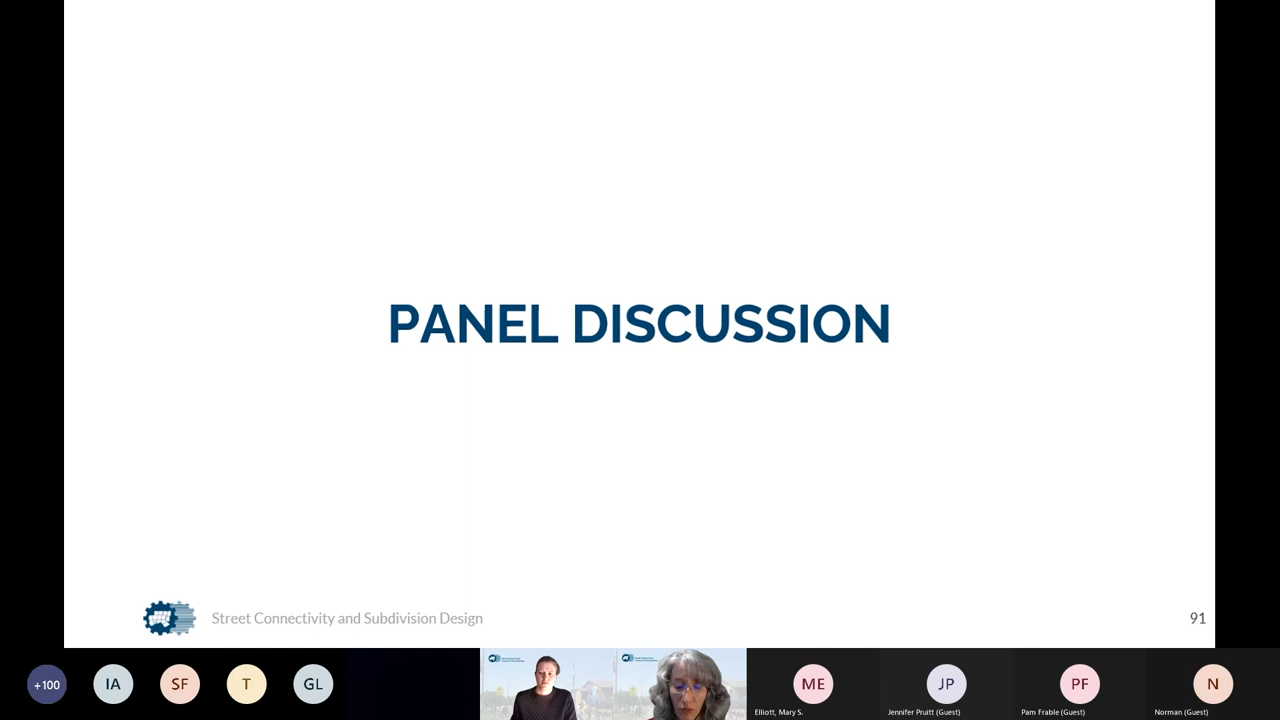 PANEL DISCUSSION
Street Connectivity and Subdivision Design
91
+100
IA
SF
T
GL
ME
Elliott, Mary S.
JP
Jennifer Pruitt (Guest)
PF
Pam Frable (Guest)
N
Norman (Guest)